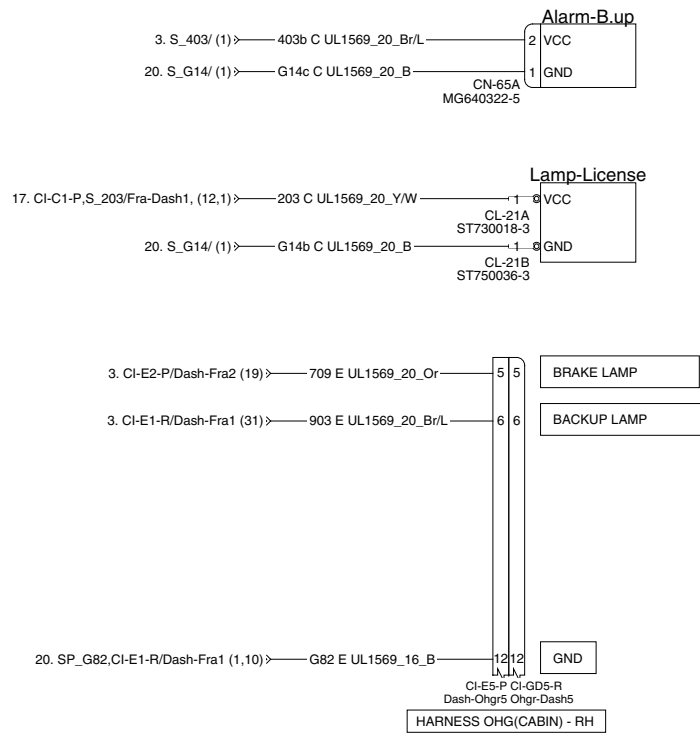 Alarm-B.up
3. S_403/ (1) 403b C UL1569_20_Br/L 2 VCC
20. S_G14/ (1) G14c C UL1569_20_B 1 GND
CN-65A
MG640322-5
Lamp-License
17. CI-C1-P,S_203/Fra-Dash1, (12,1) 203 C UL1569_20_Y/W 1 VCC
CL-21A
ST730018-3
20. S_G14/ (1) G14b C UL1569_20_B 1 GND
CL-21B
ST750036-3
3. CI-E2-P/Dash-Fra2 (19) 709 E UL1569_20_Or 5 5 BRAKE LAMP
3. CI-E1-R/Dash-Fra1 (31) 903 E UL1569_20_Br/L 6 6 BACKUP LAMP
20. SP_G82,CI-E1-R/Dash-Fra1 (1,10) G82 E UL1569_16_B 12 12 GND
CI-E5-P CI-GD5-R
Dash-Ohgr5 Ohgr-Dash5
HARNESS OHG(CABIN) - RH